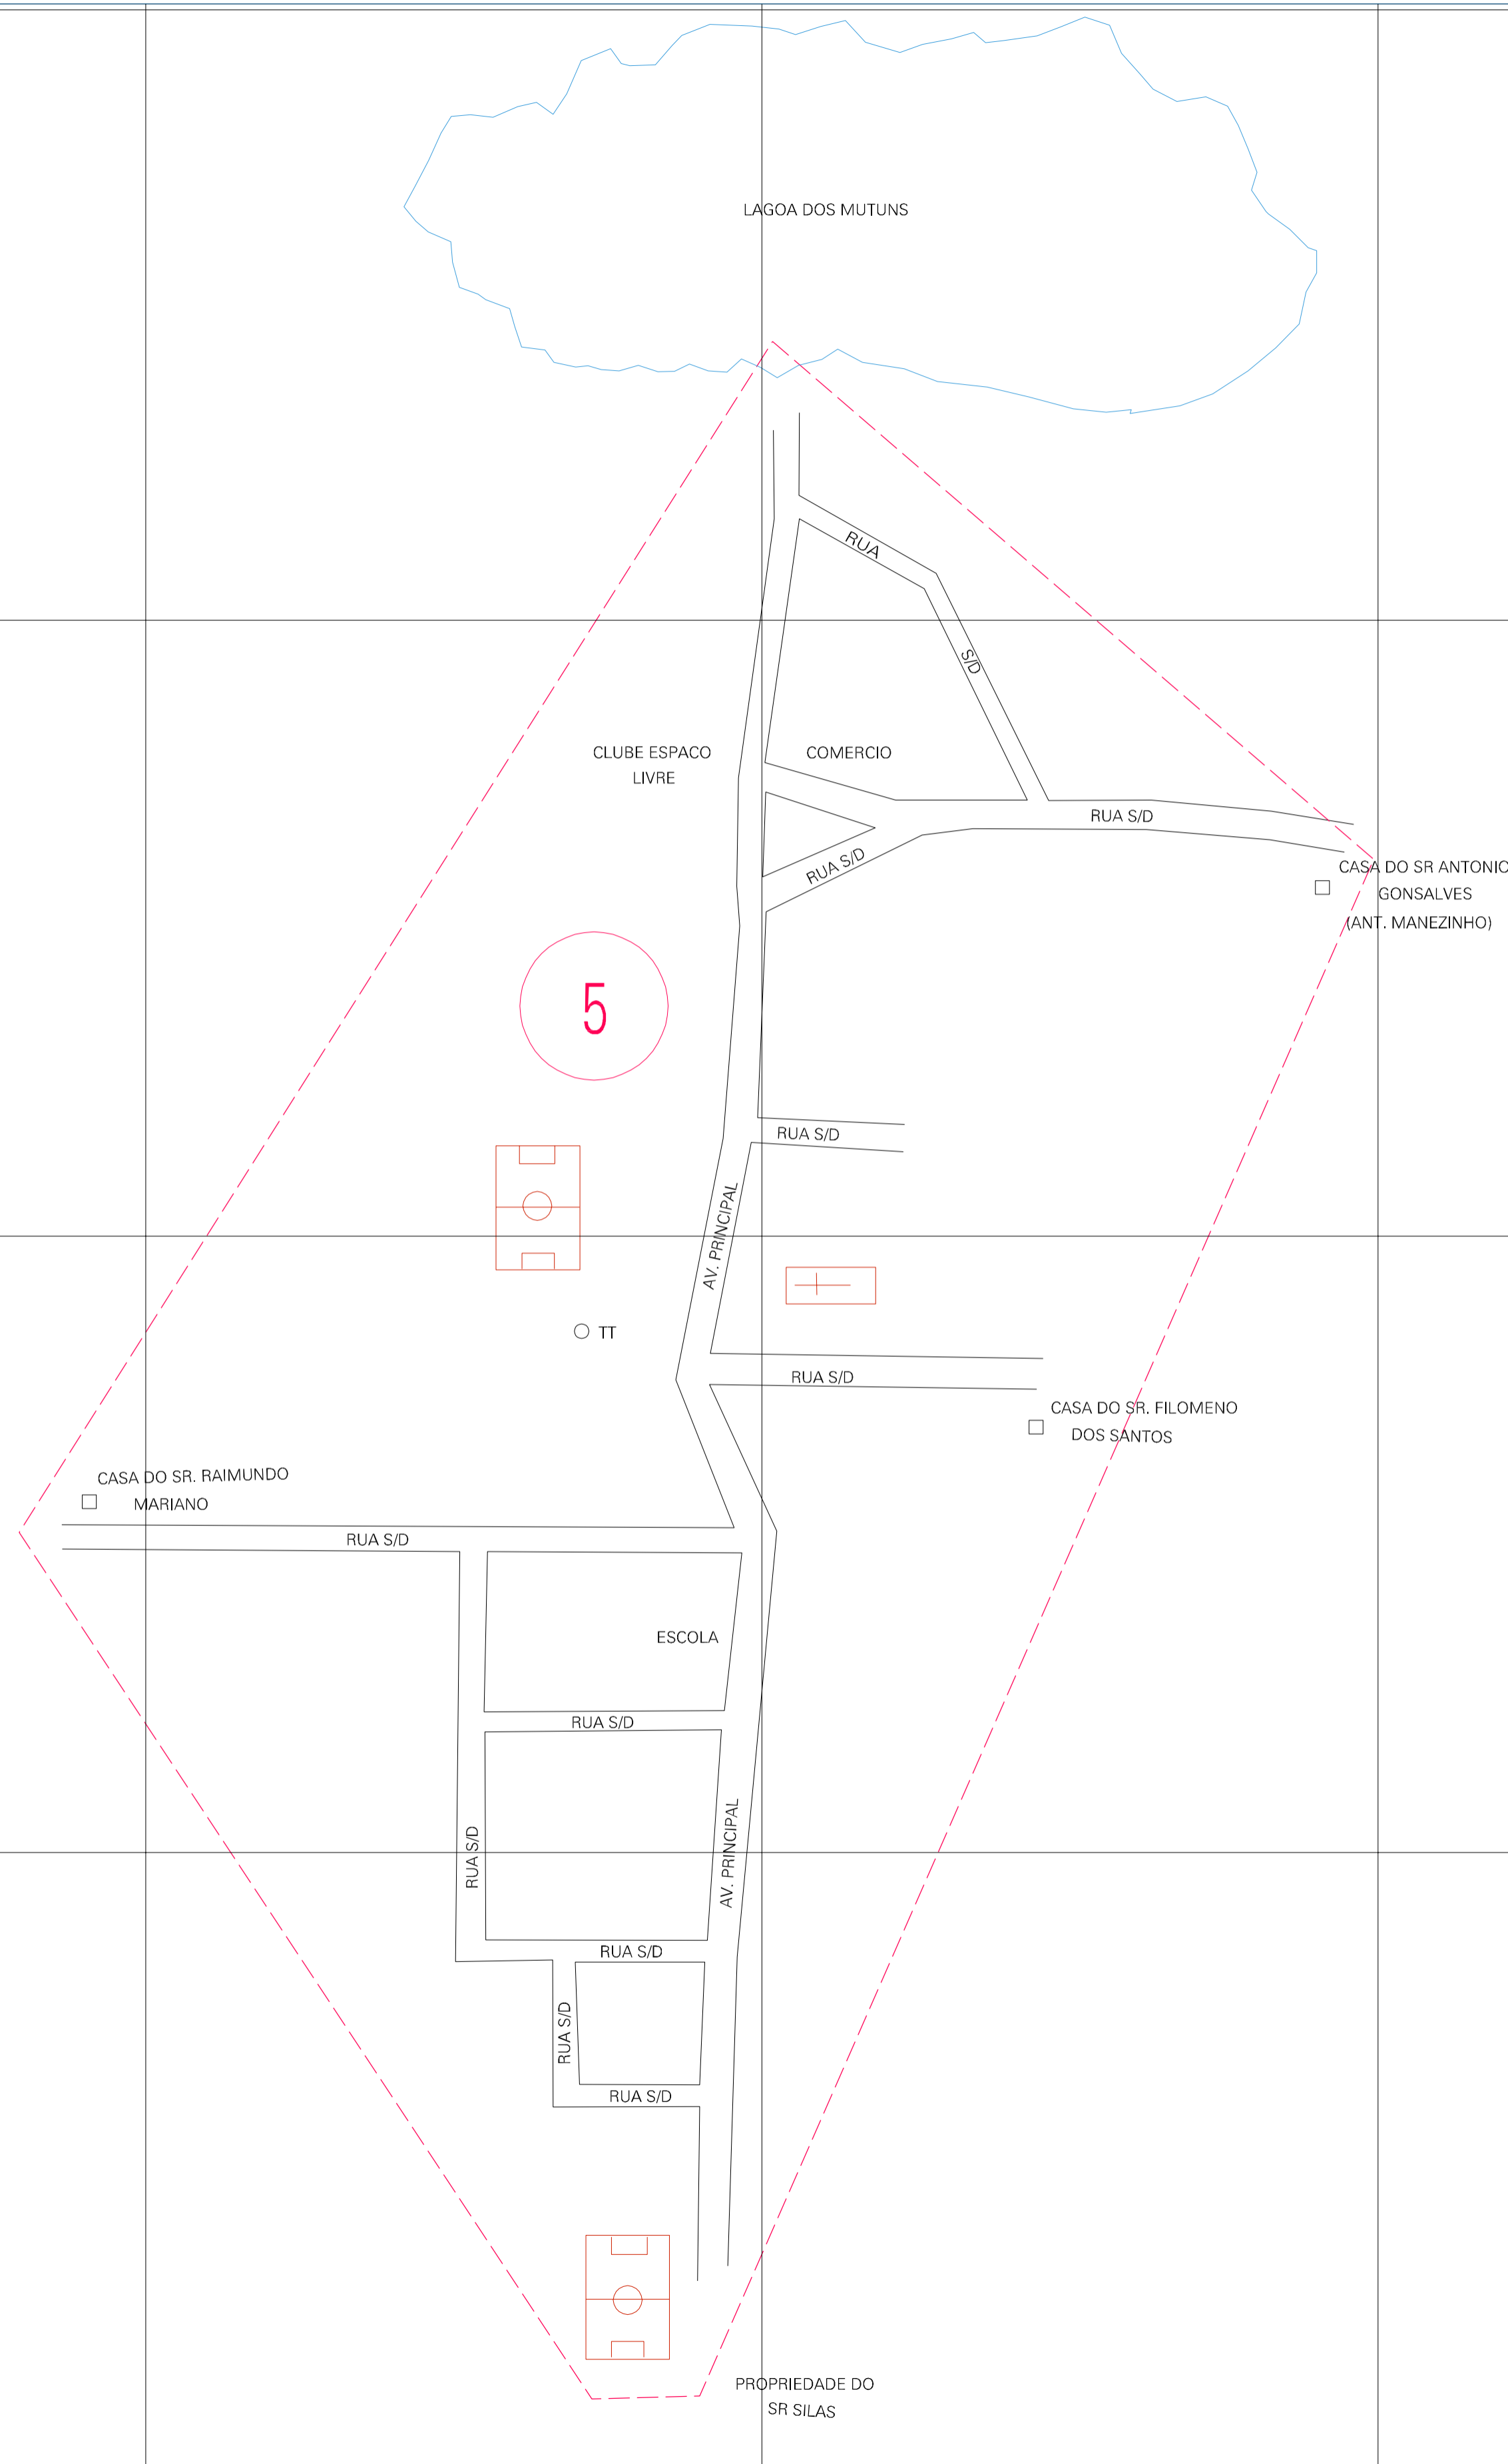 LAGOA DOS MUTUNS
RUA
S/D
CLUBE ESPACO
LIVRE
COMERCIO
RUA S/D
RUA S/D
CASA DO SR ANTONIO
GONSALVES
(ANT. MANEZINHO)
5
RUA S/D
AV. PRINCIPAL
TT
RUA S/D
CASA DO SR. FILOMENO
DOS SANTOS
CASA DO SR. RAIMUNDO
MARIANO
RUA S/D
ESCOLA
RUA S/D
AV. PRINCIPAL
RUA S/D
RUA S/D
RUA S/D
RUA S/D
PROPRIEDADE DO
SR SILAS